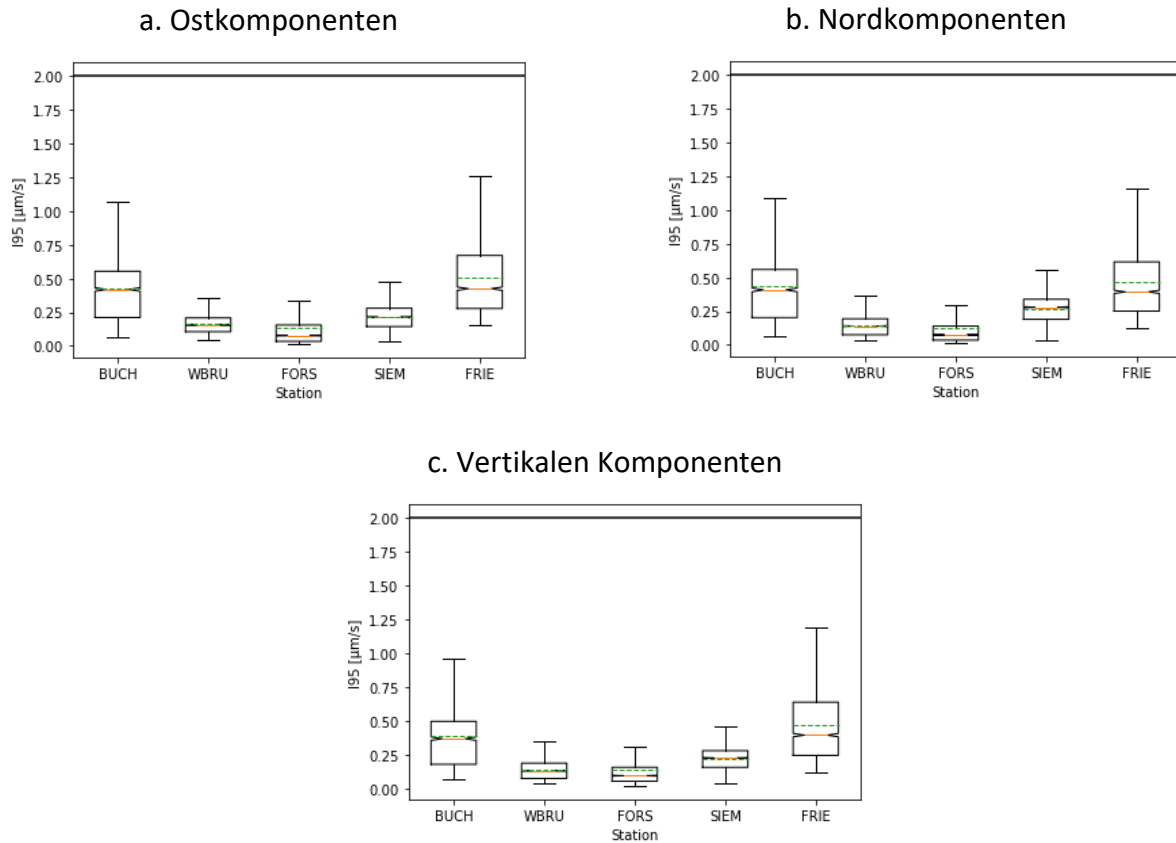 a. Ostkomponenten
2.00
1.75
1.50
1.25
1.00
0.75
0.50
0.25
0.00
I95 [µm/s]
BUCH WBRU FORS SIEM FRIE
Station
b. Nordkomponenten
2.00
1.75
1.50
1.25
1.00
0.75
0.50
0.25
0.00
I95 [µm/s]
BUCH WBRU FORS SIEM FRIE
Station
c. Vertikalen Komponenten
2.00
1.75
1.50
1.25
1.00
0.75
0.50
0.25
0.00
I95 [µm/s]
BUCH WBRU FORS SIEM FRIE
Station